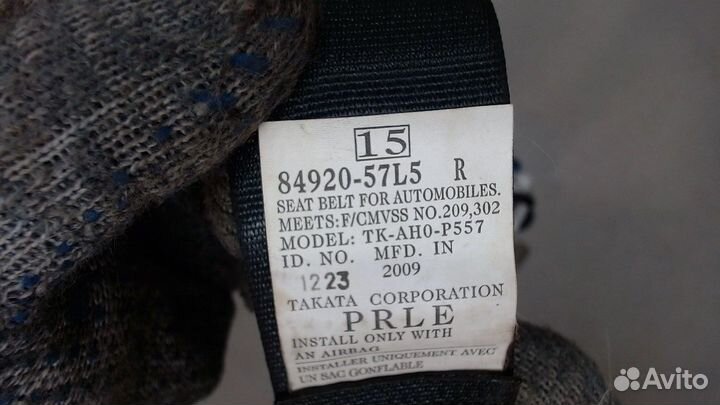 15
84920-57L5 R
SEAT BELT FOR AUTOMOBILES.
MEETS:F/CMVSS NO.209,302
MODEL: TK-AH0-P557
ID. NO. MFD. IN
1223 2009
TAKATA CORPORATION
PRLE
INSTALL ONLY WITH
AN AIRBAG
INSTALLER UNIQUEMENT AVEC
UN SAC GONFLABLE
Avito